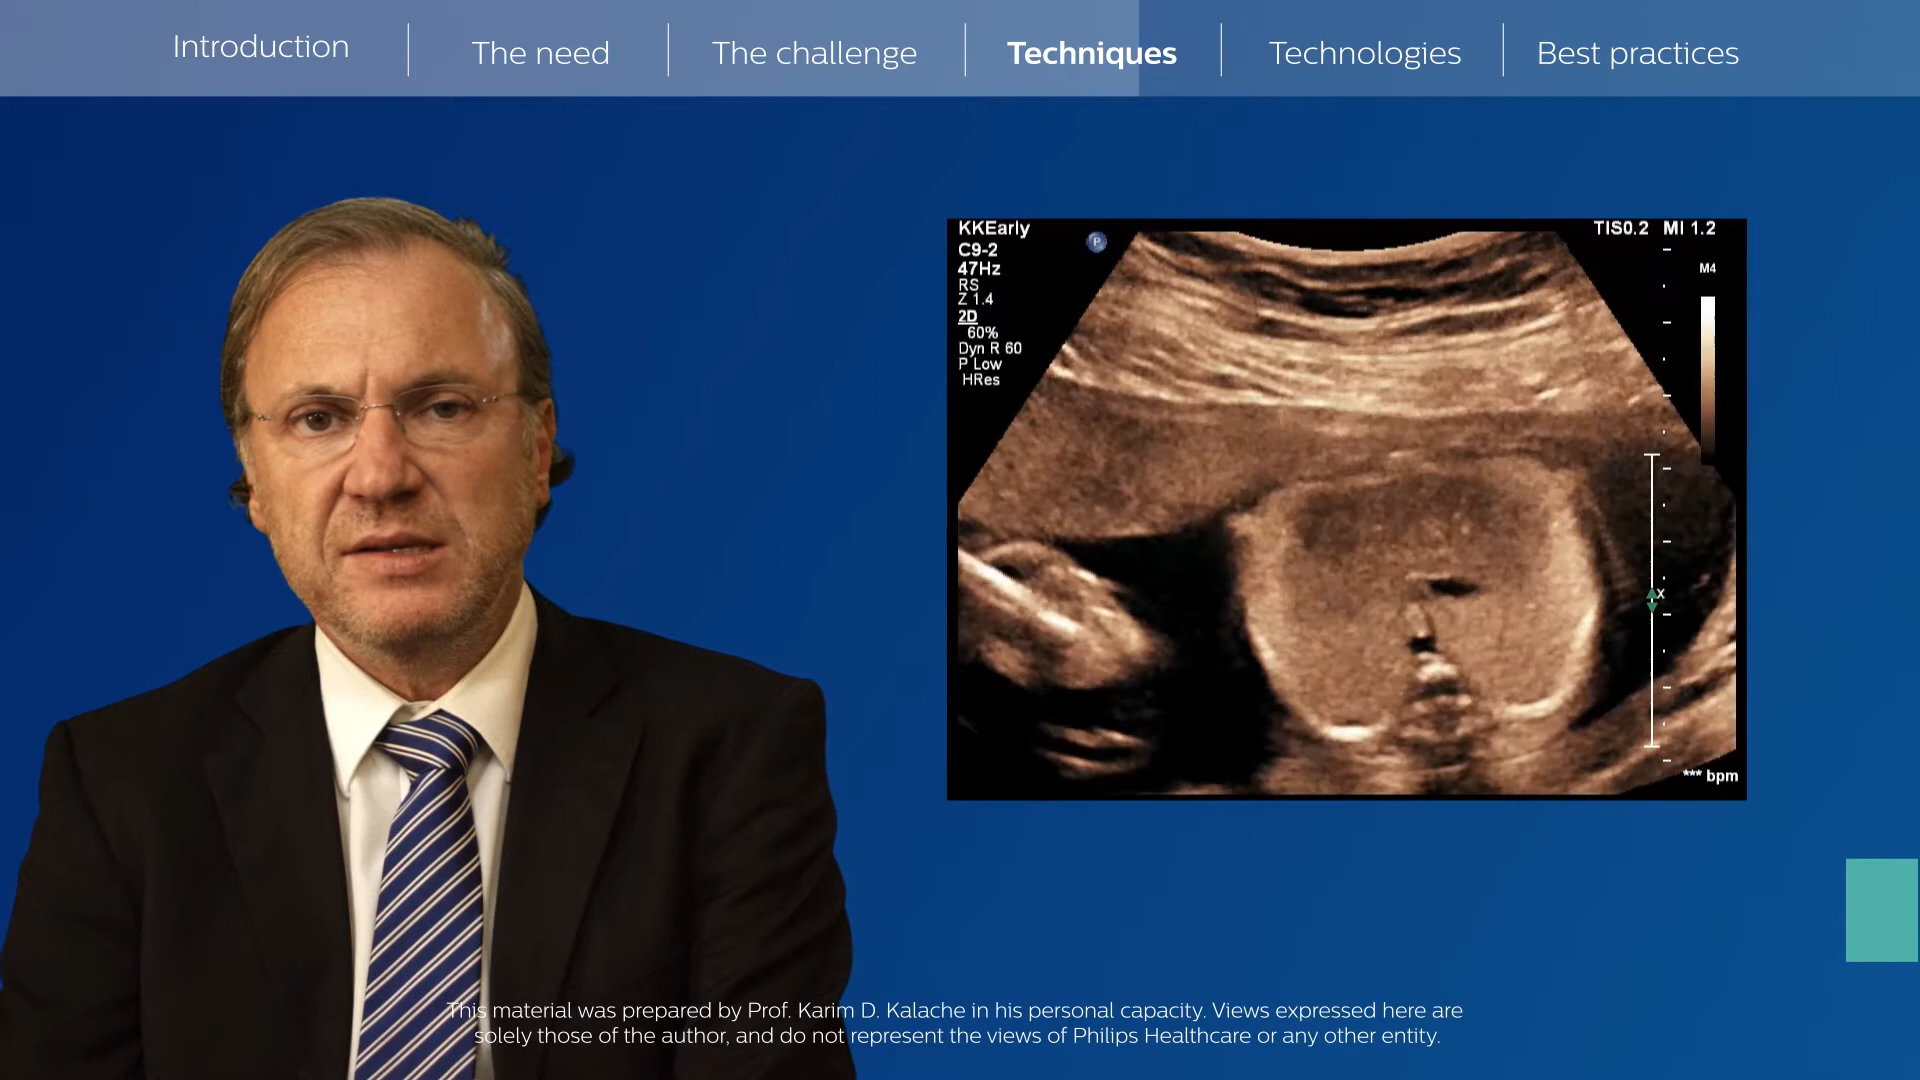 Introduction
The need
The challenge
Techniques
Technologies
Best practices
KKEarly
C9-2
47Hz
RS
Z 1.4
2D
60%
Dyn R 60
P Low
HRes
P
TIS0.2 MI 1.2
M4
x
*** bpm
This material was prepared by Prof. Karim D. Kalache in his personal capacity. Views expressed here are
solely those of the author, and do not represent the views of Philips Healthcare or any other entity.